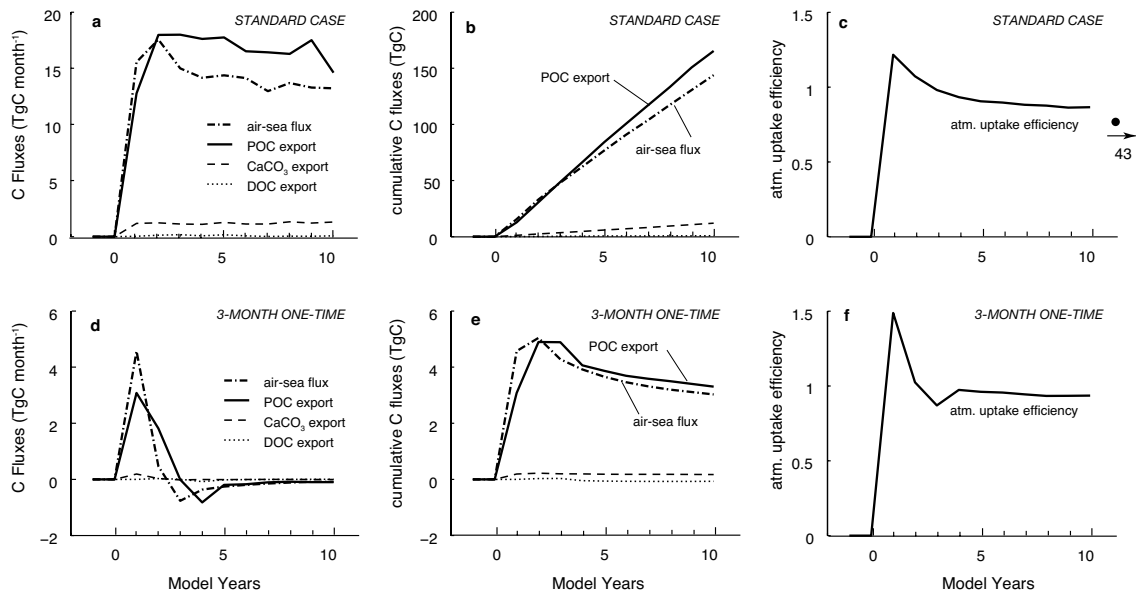 a
STANDARD CASE
C Fluxes (TgC month⁻¹)
20
15
10
5
0
air-sea flux
POC export
CaCO₃ export
DOC export
0
5
10
b
STANDARD CASE
cumulative C fluxes (TgC)
200
150
100
50
0
POC export
air-sea flux
0
5
10
c
STANDARD CASE
atm. uptake efficiency
1.5
1
0.5
0
atm. uptake efficiency
0
5
10
43
d
3-MONTH ONE-TIME
C Fluxes (TgC month⁻¹)
6
4
2
0
−2
air-sea flux
POC export
CaCO₃ export
DOC export
0
5
10
Model Years
e
3-MONTH ONE-TIME
cumulative C fluxes (TgC)
6
4
2
0
−2
POC export
air-sea flux
0
5
10
Model Years
f
3-MONTH ONE-TIME
atm. uptake efficiency
1.5
1
0.5
0
atm. uptake efficiency
0
5
10
Model Years